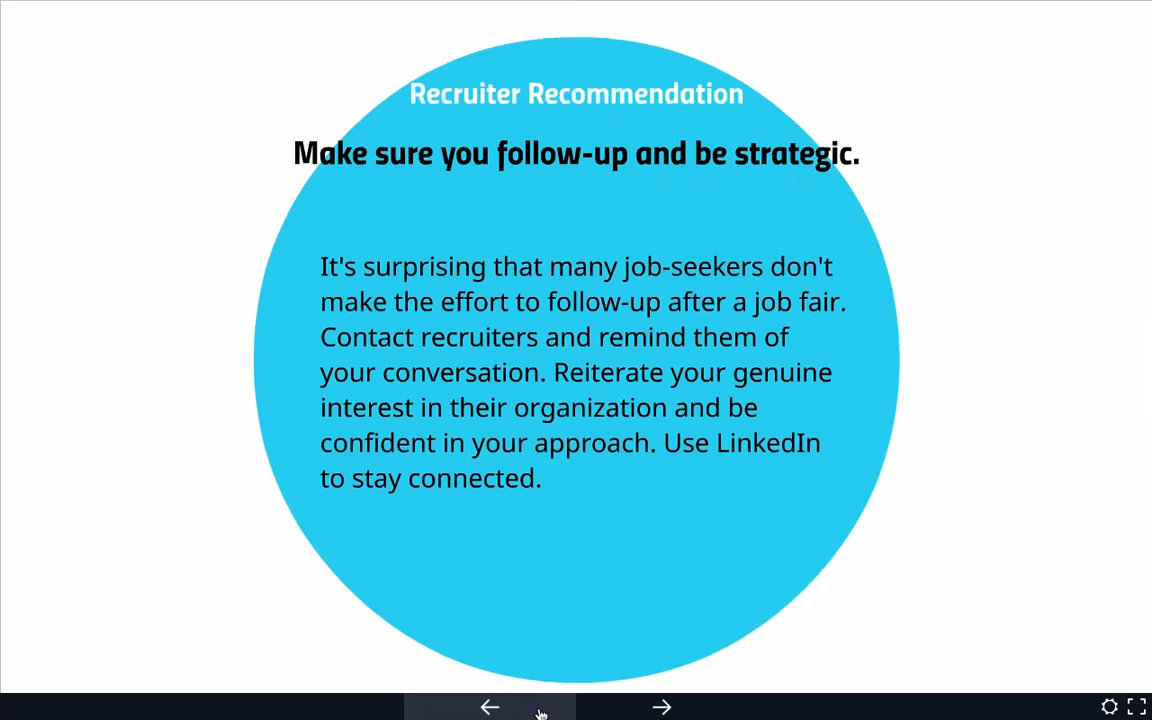 Recruiter Recommendation
Make sure you follow-up and be strategic.
It's surprising that many job-seekers don't
make the effort to follow-up after a job fair.
Contact recruiters and remind them of
your conversation. Reiterate your genuine
interest in their organization and be
confident in your approach. Use LinkedIn
to stay connected.